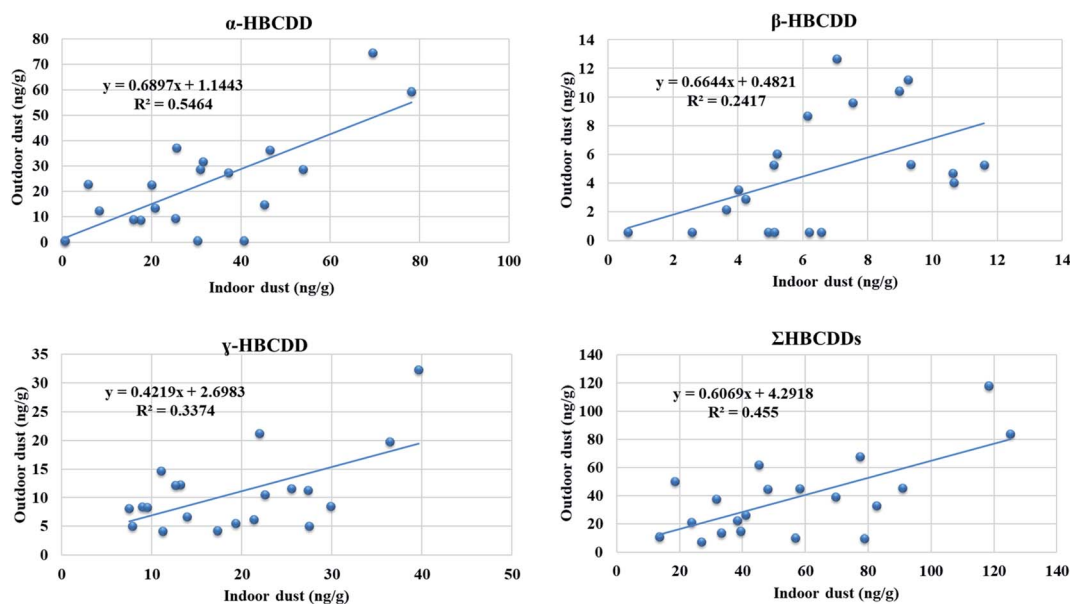 α-HBCDD
80
70
60
50
40
30
20
10
0
Outdoor dust (ng/g)
y = 0.6897x + 1.1443
R² = 0.5464
0 20 40 60 80 100
Indoor dust (ng/g)
β-HBCDD
14
12
10
8
6
4
2
0
Outdoor dust (ng/g)
y = 0.6644x + 0.4821
R² = 0.2417
0 2 4 6 8 10 12 14
Indoor dust (ng/g)
ɣ-HBCDD
35
30
25
20
15
10
5
0
Outdoor dust (ng/g)
y = 0.4219x + 2.6983
R² = 0.3374
0 10 20 30 40 50
Indoor dust (ng/g)
ΣHBCDDs
140
120
100
80
60
40
20
0
Outdoor dust (ng/g)
y = 0.6069x + 4.2918
R² = 0.455
0 20 40 60 80 100 120 140
Indoor dust (ng/g)